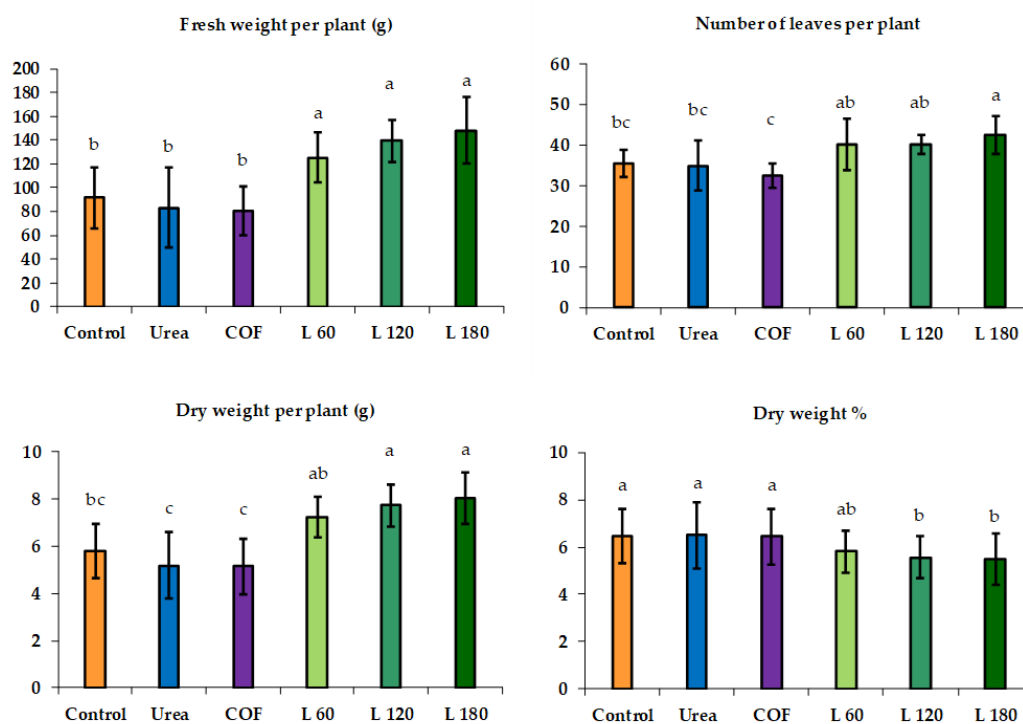 Fresh weight per plant (g)
200
180
160
140
120
100
80
60
40
20
0
b
b
b
a
a
a
Control Urea COF L 60 L 120 L 180
Number of leaves per plant
60
50
40
30
20
10
0
bc
bc
c
ab
ab
a
Control Urea COF L 60 L 120 L 180
Dry weight per plant (g)
10
8
6
4
2
0
bc
c
c
ab
a
a
Control Urea COF L 60 L 120 L 180
Dry weight %
10
8
6
4
2
0
a
a
a
ab
b
b
Control Urea COF L 60 L 120 L 180